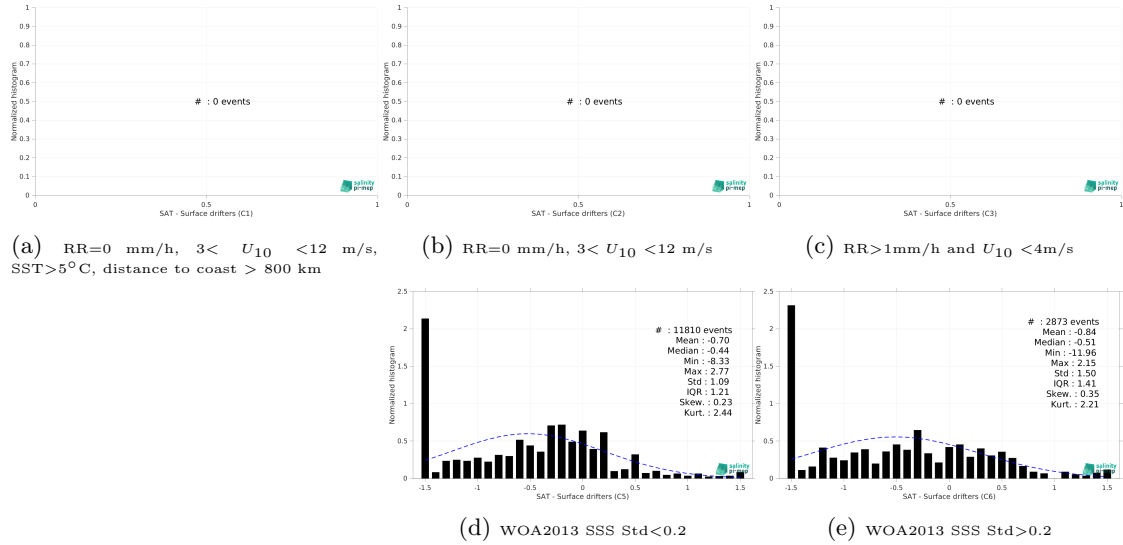 1
0.9
0.8
0.7
0.6
0.5
0.4
0.3
0.2
0.1
0
Normalized histogram
# : 0 events
salinity
pi-mep
0 0.5 1
SAT - Surface drifters (C1)
(a) RR=0 mm/h, 3< U10 <12 m/s,
SST>5°C, distance to coast > 800 km
1
0.9
0.8
0.7
0.6
0.5
0.4
0.3
0.2
0.1
0
Normalized histogram
# : 0 events
salinity
pi-mep
0 0.5 1
SAT - Surface drifters (C2)
(b) RR=0 mm/h, 3< U10 <12 m/s
1
0.9
0.8
0.7
0.6
0.5
0.4
0.3
0.2
0.1
0
Normalized histogram
# : 0 events
salinity
pi-mep
0 0.5 1
SAT - Surface drifters (C3)
(c) RR>1mm/h and U10 <4m/s
2.5
2
1.5
1
0.5
0
Normalized histogram
# : 11810 events
Mean : -0.70
Median : -0.44
Min : -8.33
Max : 2.77
Std : 1.09
IQR : 1.21
Skew. : 0.23
Kurt. : 2.44
salinity
pi-mep
-1.5 -1 -0.5 0 0.5 1 1.5
SAT - Surface drifters (C5)
(d) WOA2013 SSS Std<0.2
2.5
2
1.5
1
0.5
0
Normalized histogram
# : 2873 events
Mean : -0.84
Median : -0.51
Min : -11.96
Max : 2.15
Std : 1.50
IQR : 1.41
Skew. : 0.35
Kurt. : 2.21
salinity
pi-mep
-1.5 -1 -0.5 0 0.5 1 1.5
SAT - Surface drifters (C6)
(e) WOA2013 SSS Std>0.2